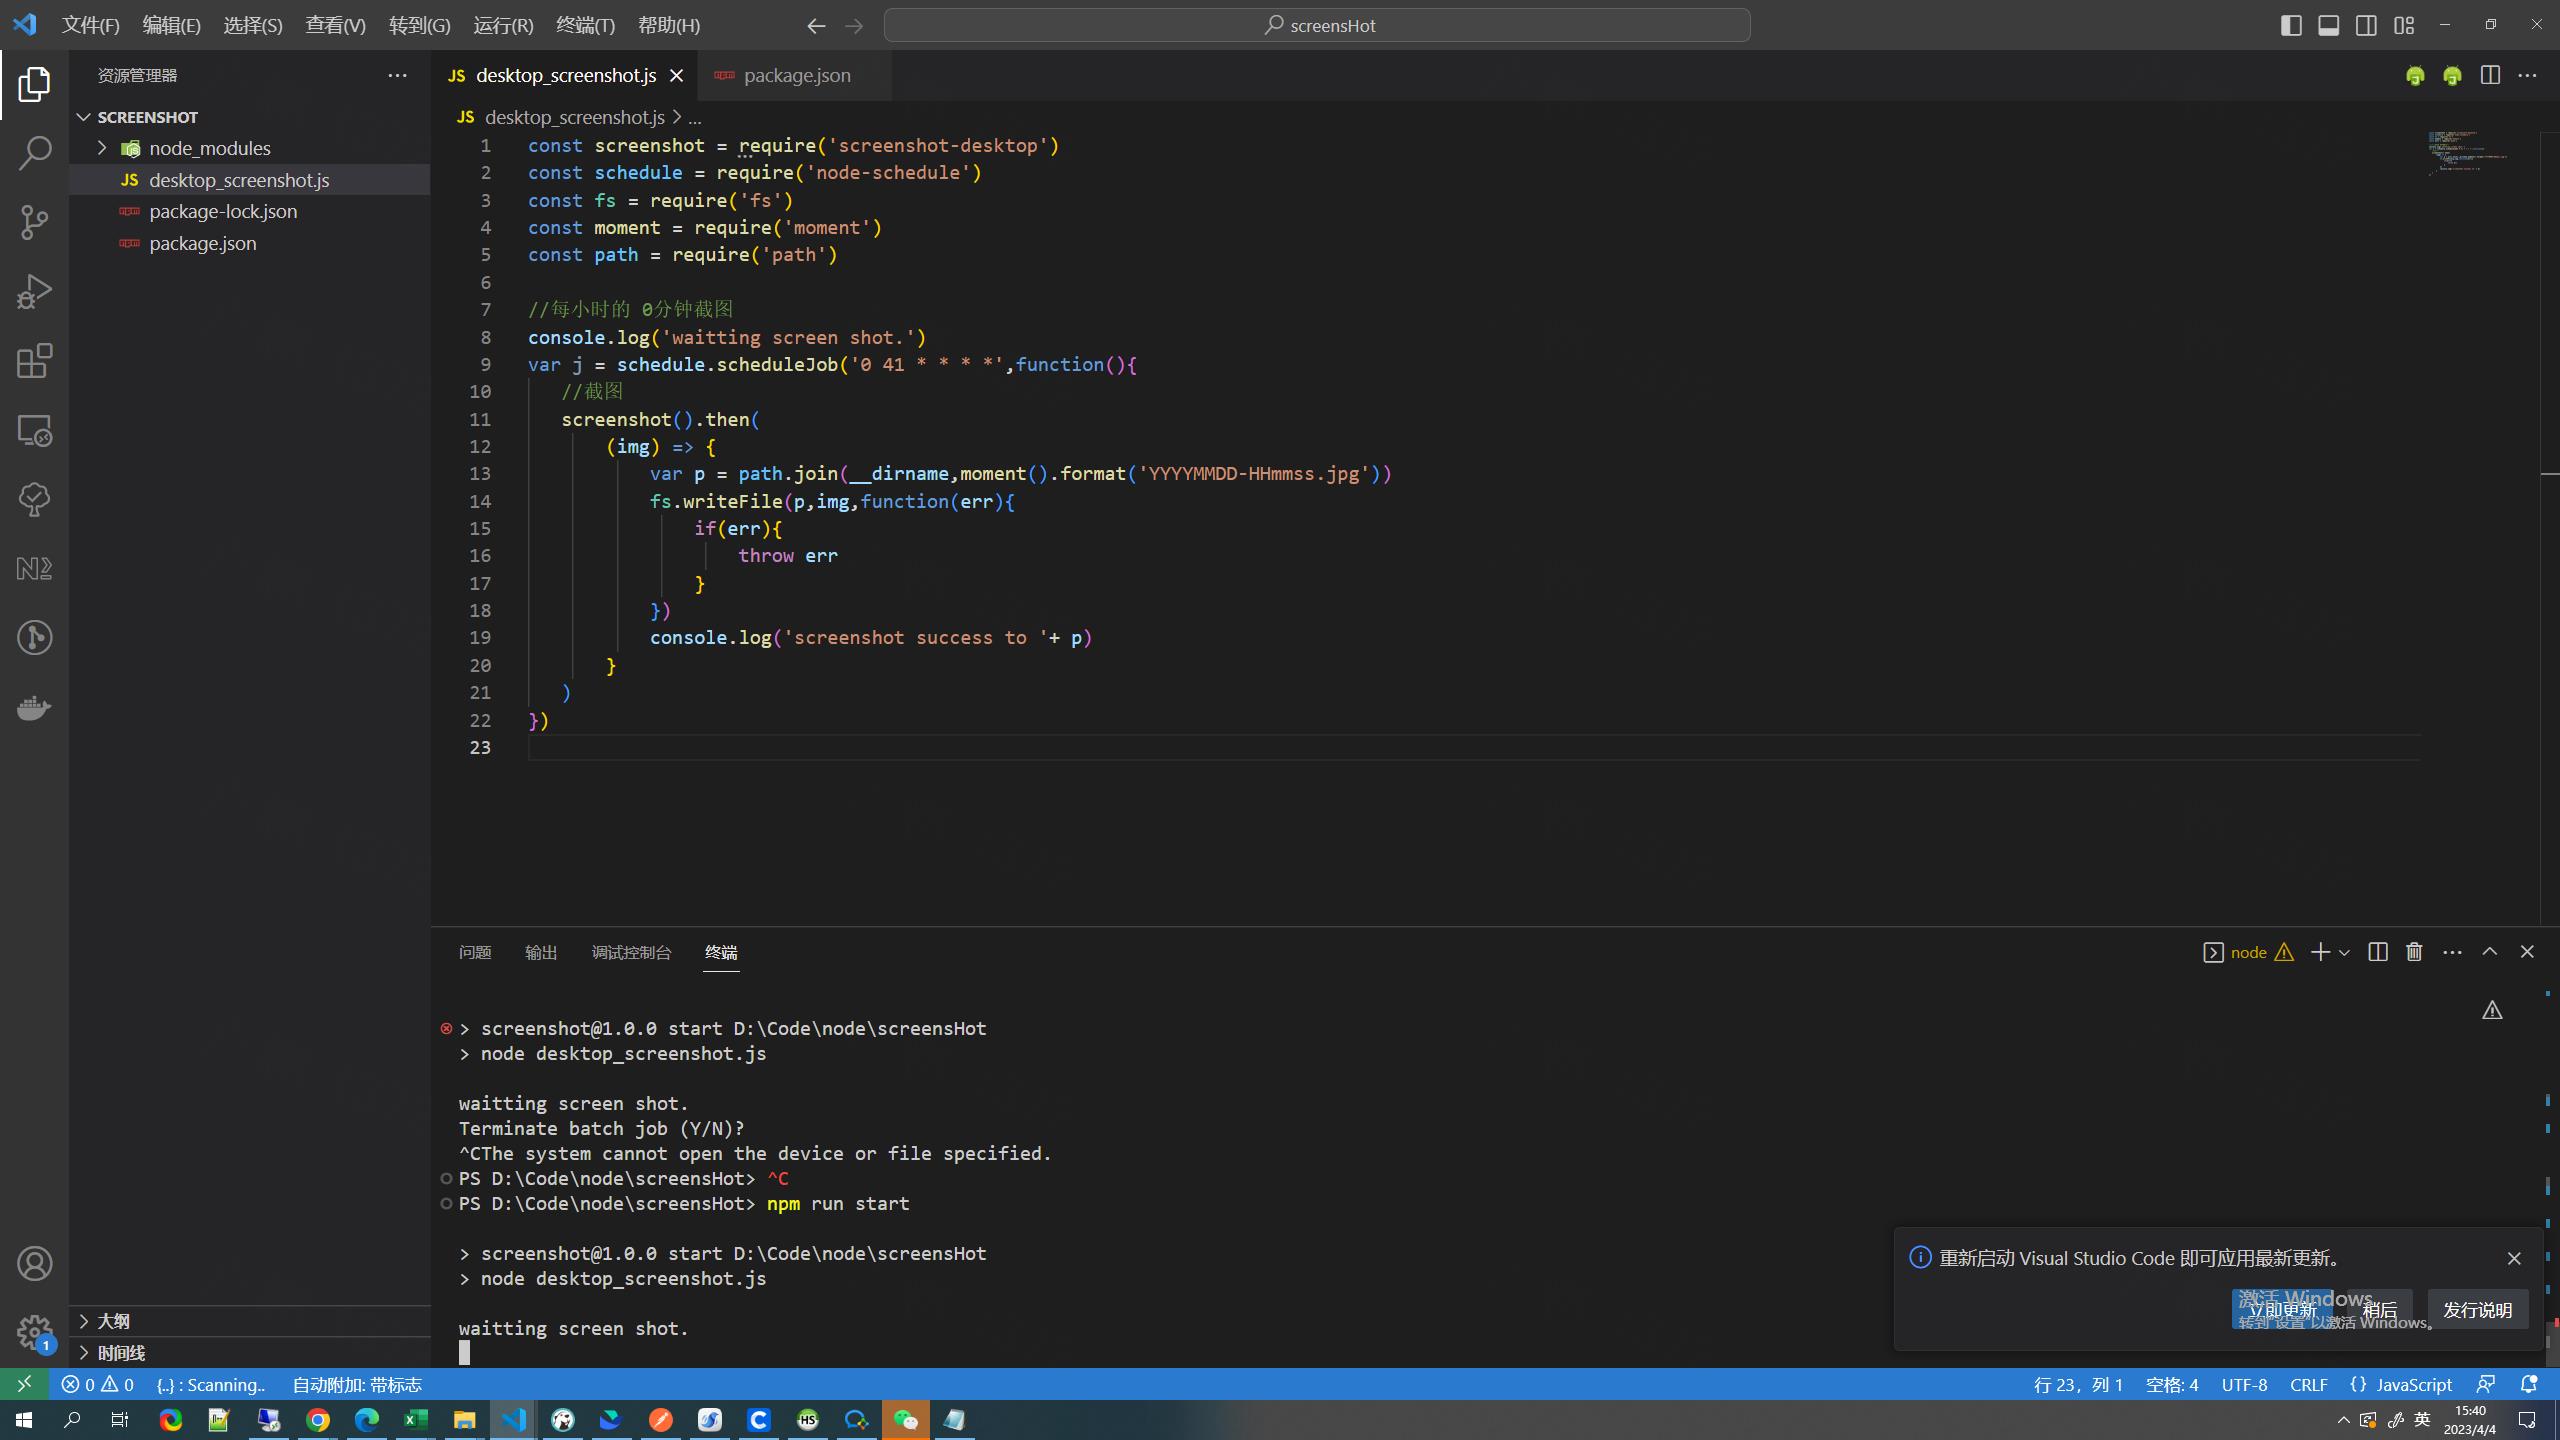 文件(F) 编辑(E) 选择(S) 查看(V) 转到(G) 运行(R) 终端(T) 帮助(H) screensHot
资源管理器
SCREENSHOT
node_modules
JS desktop_screenshot.js
package-lock.json
package.json
大纲
时间线
JS desktop_screenshot.js package.json
JS desktop_screenshot.js > ...
1 const screenshot = require('screenshot-desktop')
2 const schedule = require('node-schedule')
3 const fs = require('fs')
4 const moment = require('moment')
5 const path = require('path')
6
7 //每小时的 0分钟截图
8 console.log('waitting screen shot.')
9 var j = schedule.scheduleJob('0 41 * * * *',function(){
10 //截图
11 screenshot().then(
12 (img) => {
13 var p = path.join(__dirname,moment().format('YYYYMMDD-HHmmss.jpg'))
14 fs.writeFile(p,img,function(err){
15 if(err){
16 throw err
17 }
18 })
19 console.log('screenshot success to '+ p)
20 }
21 )
22 })
23
问题 输出 调试控制台 终端 node
> screenshot@1.0.0 start D:\Code\node\screensHot
> node desktop_screenshot.js
waitting screen shot.
Terminate batch job (Y/N)?
^CThe system cannot open the device or file specified.
PS D:\Code\node\screensHot> ^C
PS D:\Code\node\screensHot> npm run start
> screenshot@1.0.0 start D:\Code\node\screensHot
> node desktop_screenshot.js
waitting screen shot.
重新启动 Visual Studio Code 即可应用最新更新。
立即更新 稍后 发行说明
激活 Windows
转到"设置"以激活 Windows。
1
0 0 {..} : Scanning.. 自动附加: 带标志 行 23，列 1 空格: 4 UTF-8 CRLF {} JavaScript
英 15:40
2023/4/4